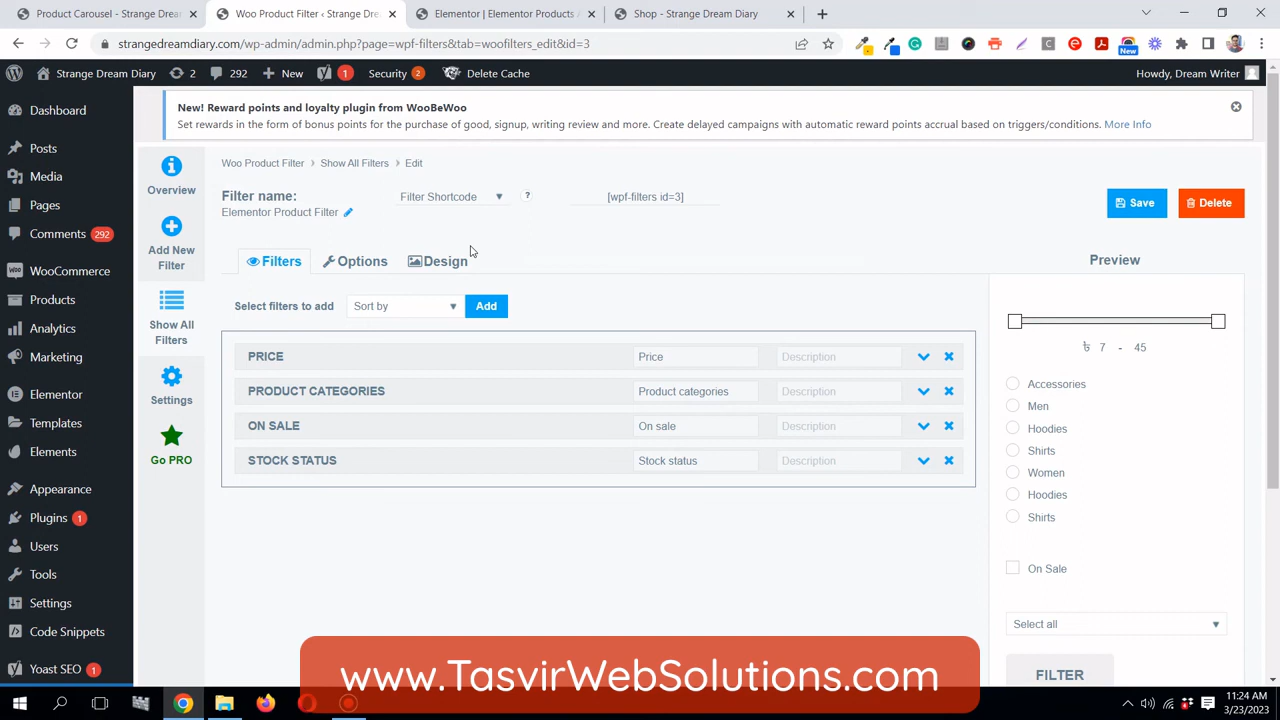 Product Carousel - Strange Dream
Woo Product Filter ‹ Strange Dre
Elementor | Elementor Products A
Shop - Strange Dream Diary
strangedreamdiary.com/wp-admin/admin.php?page=wpf-filters&tab=woofilters_edit&id=3
New
Strange Dream Diary
2
292
New
1
Security 2
Delete Cache
Howdy, Dream Writer
New! Reward points and loyalty plugin from WooBeWoo
Set rewards in the form of bonus points for the purchase of good, signup, writing review and more. Create delayed campaigns with automatic reward points accrual based on triggers/conditions. More Info
Dashboard
Posts
Media
Pages
Comments 292
WooCommerce
Products
Analytics
Marketing
Elementor
Templates
Elements
Appearance
Plugins 1
Users
Tools
Settings
Code Snippets
Yoast SEO 1
Overview
Add New
Filter
Show All
Filters
Settings
Go PRO
Woo Product Filter
Show All Filters
Edit
Filter name:
Elementor Product Filter
Filter Shortcode
?
[wpf-filters id=3]
Save
Delete
Filters
Options
Design
Select filters to add
Sort by
Add
PRICE
Price
Description
PRODUCT CATEGORIES
Product categories
Description
ON SALE
On sale
Description
STOCK STATUS
Stock status
Description
Preview
৳ 7 - 45
Accessories
Men
Hoodies
Shirts
Women
Hoodies
Shirts
On Sale
Select all
FILTER
www.TasvirWebSolutions.com
11:24 AM
3/23/2023